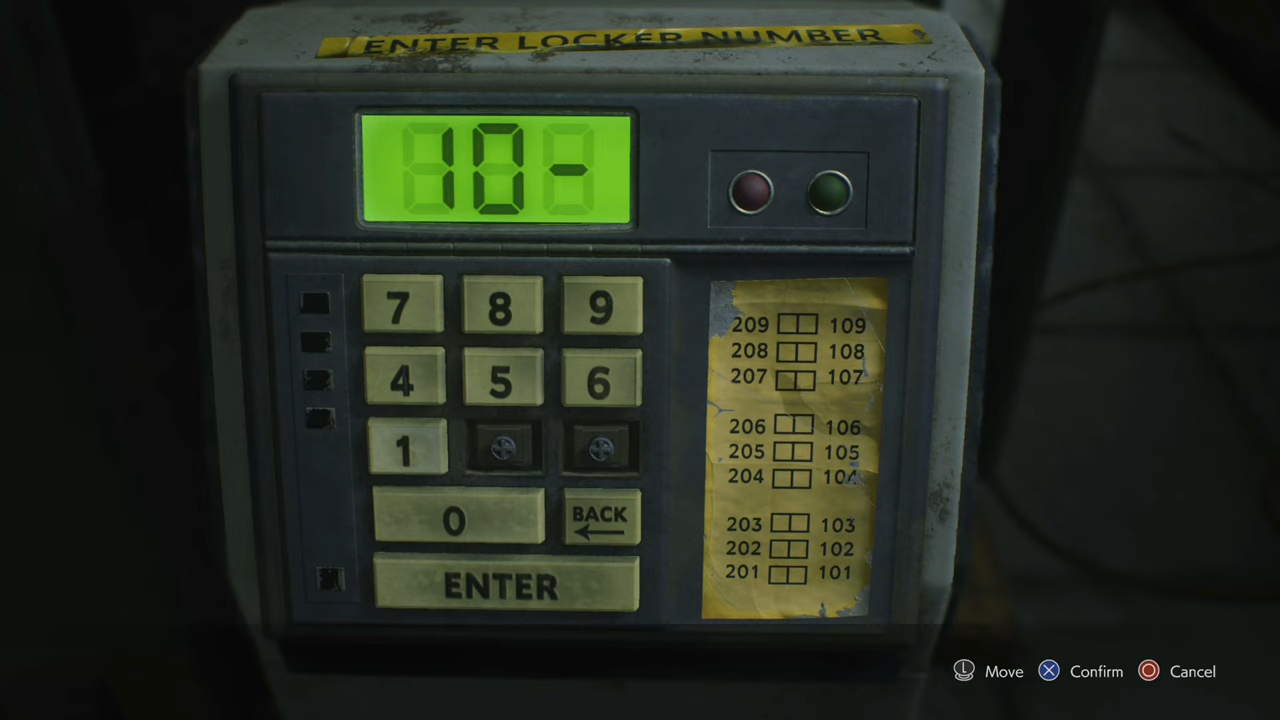 ENTER LOCKER NUMBER
10-
7 8 9
4 5 6
1
0 BACK
ENTER
209 109
208 108
207 107
206 106
205 105
204 104
203 103
202 102
201 101
L Move Confirm Cancel